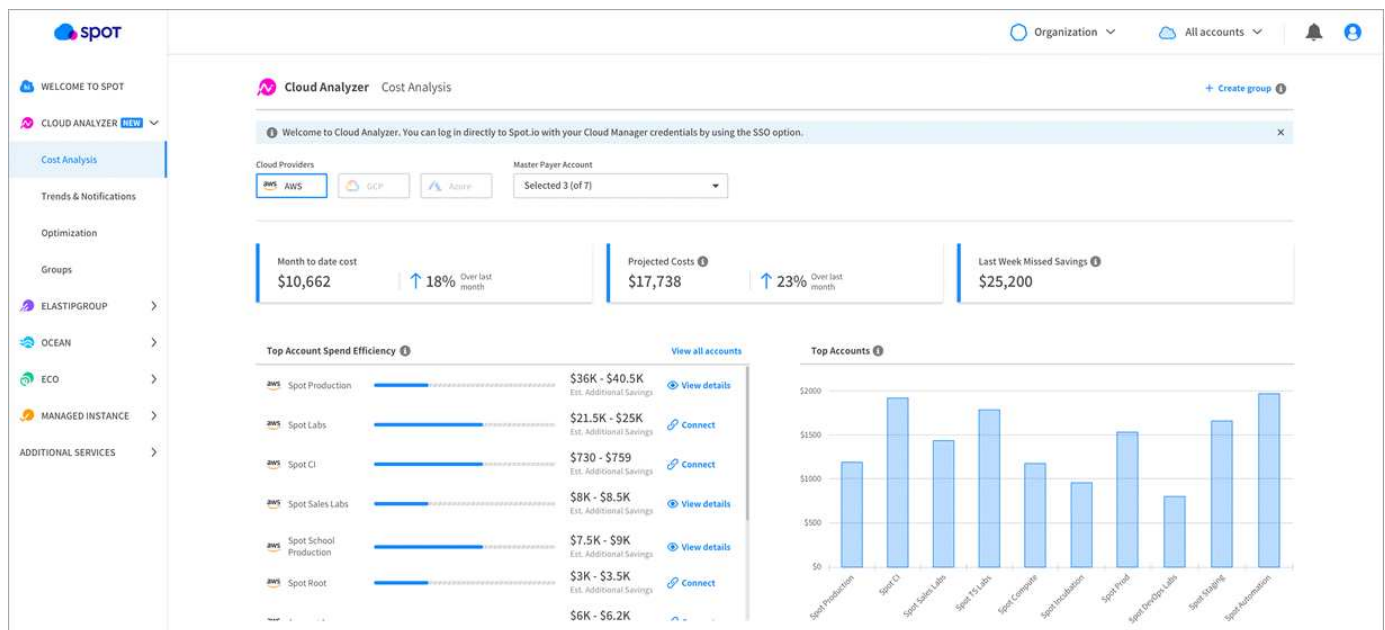 spot
Organization
All accounts
WELCOME TO SPOT
CLOUD ANALYZER NEW
Cost Analysis
Trends & Notifications
Optimization
Groups
ELASTIPGROUP
OCEAN
ECO
MANAGED INSTANCE
ADDITIONAL SERVICES
Cloud Analyzer Cost Analysis
+ Create group
Welcome to Cloud Analyzer. You can log in directly to Spot.io with your Cloud Manager credentials by using the SSO option.
Cloud Providers
Master Payer Account
aws AWS
GCP
Azure
Selected 3 (of 7)
Month to date cost
$10,662
18% Over last month
Projected Costs
$17,738
23% Over last month
Last Week Missed Savings
$25,200
Top Account Spend Efficiency
View all accounts
aws Spot Production
$36K - $40.5K
Est. Additional Savings
View details
aws Spot Labs
$21.5K - $25K
Est. Additional Savings
Connect
aws Spot CI
$730 - $759
Est. Additional Savings
Connect
aws Spot Sales Labs
$8K - $8.5K
Est. Additional Savings
View details
aws Spot School
Production
$7.5K - $9K
Est. Additional Savings
View details
aws Spot Root
$3K - $3.5K
Est. Additional Savings
Connect
$6K - $6.2K
Top Accounts
$2000
$1500
$1000
$500
$0
Spot Production
Spot CI
Spot Sales Labs
Spot TS Labs
Spot Compute
Spot Incubation
Spot Prod
Spot DevOps Labs
Spot Staging
Spot Automation